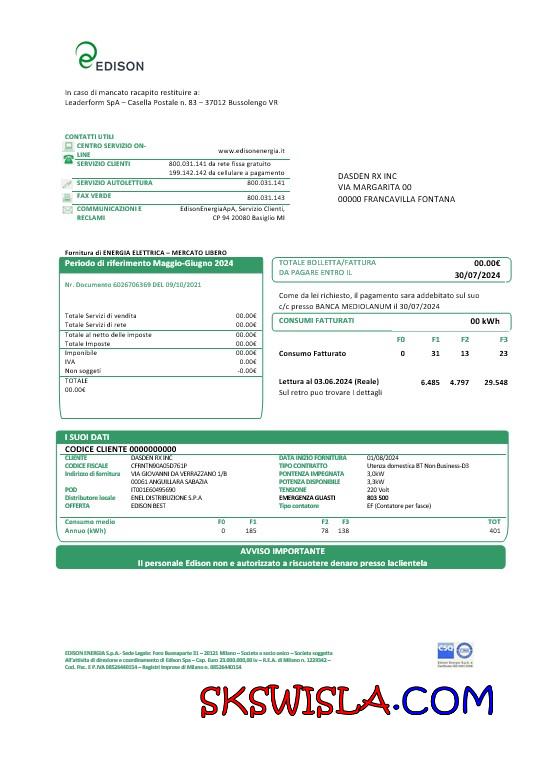 EDISON
In caso di mancato racapito restituire a:
Leaderform SpA – Casella Postale n. 83 – 37012 Bussolengo VR
CONTATTI UTILI
CENTRO SERVIZIO ON-LINE www.edisonenergia.it
SERVIZIO CLIENTI 800.031.141 da rete fissa gratuito
199.142.142 da cellulare a pagamento
SERVIZIO AUTOLETTURA 800.031.141
FAX VERDE 800.031.143
COMMUNICAZIONI E RECLAMI EdisonEnergiaApA, Servizio Clienti,
CP 94 20080 Basiglio MI
DASDEN RX INC
VIA MARGARITA 00
00000 FRANCAVILLA FONTANA
Fornitura di ENERGIA ELETTRICA – MERCATO LIBERO
Periodo di riferimento Maggio-Giugno 2024
Nr. Documento 6026706369 DEL 09/10/2021
Totale Servizi di vendita 00.00€
Totale Servizi di rete 00.00€
Totale al netto delle imposte 00.00€
Totale Imposte 00.00€
Imponibile 00.00€
IVA 0.00€
Non soggeti -0.00€
TOTALE
00.00€
TOTALE BOLLETTA/FATTURA 00.00€
DA PAGARE ENTRO IL 30/07/2024
Come da lei richiesto, il pagamento sara addebitato sul suo
c/c presso BANCA MEDIOLANUM il 30/07/2024
CONSUMI FATTURATI 00 kWh
F0 F1 F2 F3
Consumo Fatturato 0 31 13 23
Lettura al 03.06.2024 (Reale) 6.485 4.797 29.548
Sul retro puo trovare i dettagli
I SUOI DATI
CODICE CLIENTE 0000000000
CLIENTE DASDEN RX INC
CODICE FISCALE CFRNTN90A05D761P
Indirizzo di fornitura VIA GIOVANNI DA VERRAZZANO 1/B
00061 ANGUILLARA SABAZIA
POD IT001E60495690
Distributore locale ENEL DISTRIBUZIONE S.P.A
OFFERTA EDISON BEST
DATA INIZIO FORNITURA 01/08/2024
TIPO CONTRATTO Utenza domestica BT Non Business-D3
PONTENZA IMPEGNATA 3,0kW
POTENZA DISPONIBILE 3,3kW
TENSIONE 220 Volt
EMERGENZA GUASTI 803 500
Tipo contatore EF (Contatore per fasce)
Consumo medio F0 F1 F2 F3 TOT
Annuo (kWh) 0 185 78 138 401
AVVISO IMPORTANTE
Il personale Edison non e autorizzato a riscuotere denaro presso laclientela
EDISON ENERGIA S.p.A.- Sede Legale: Foro Buonaparte 31 – 20121 Milano – Societa a socio unico – Societa soggetta
All'attivita di direzione e coordinamento di Edison Spa – Cap. Euro 23.000.000,00 iv – R.E.A. di Milano n. 1229342 –
Cod. Fisc. E P.IVA 08526440154 – Registri Imprese di Milano n. 08526440154
CSQ
SKSWISLA.COM